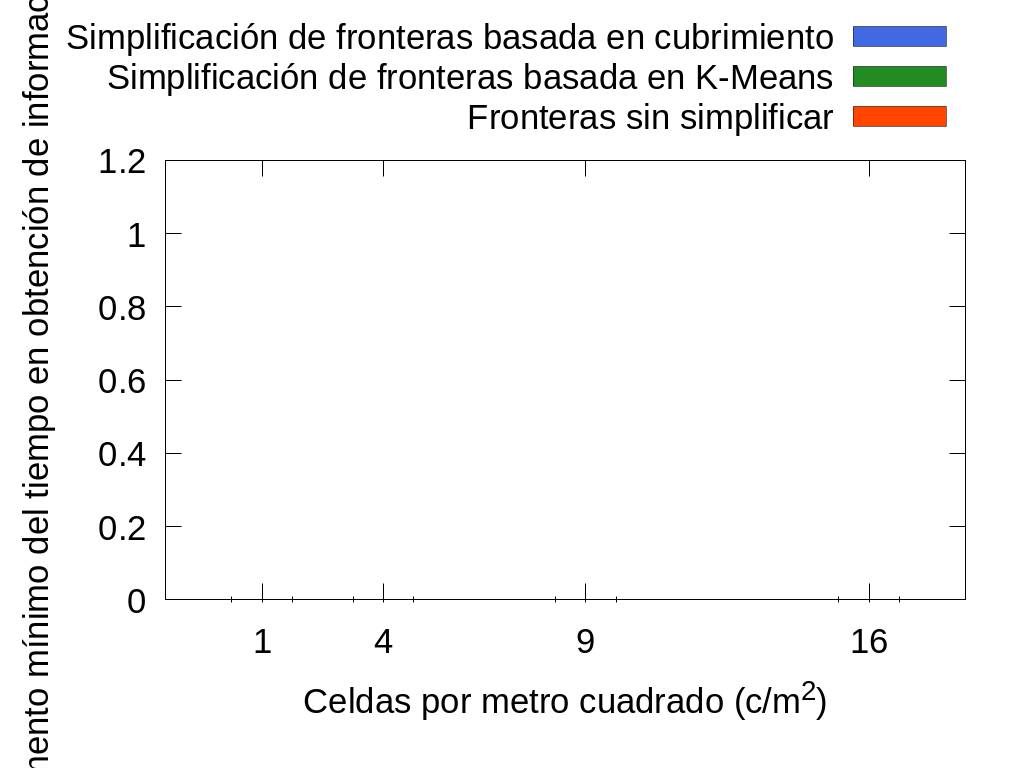 Simplificación de fronteras basada en cubrimiento
Simplificación de fronteras basada en K-Means
Fronteras sin simplificar
mínimo del tiempo en obtención de
1.2
1
0.8
0.6
0.4
0.2
0
1 4 9 16
Celdas por metro cuadrado (c/m²)